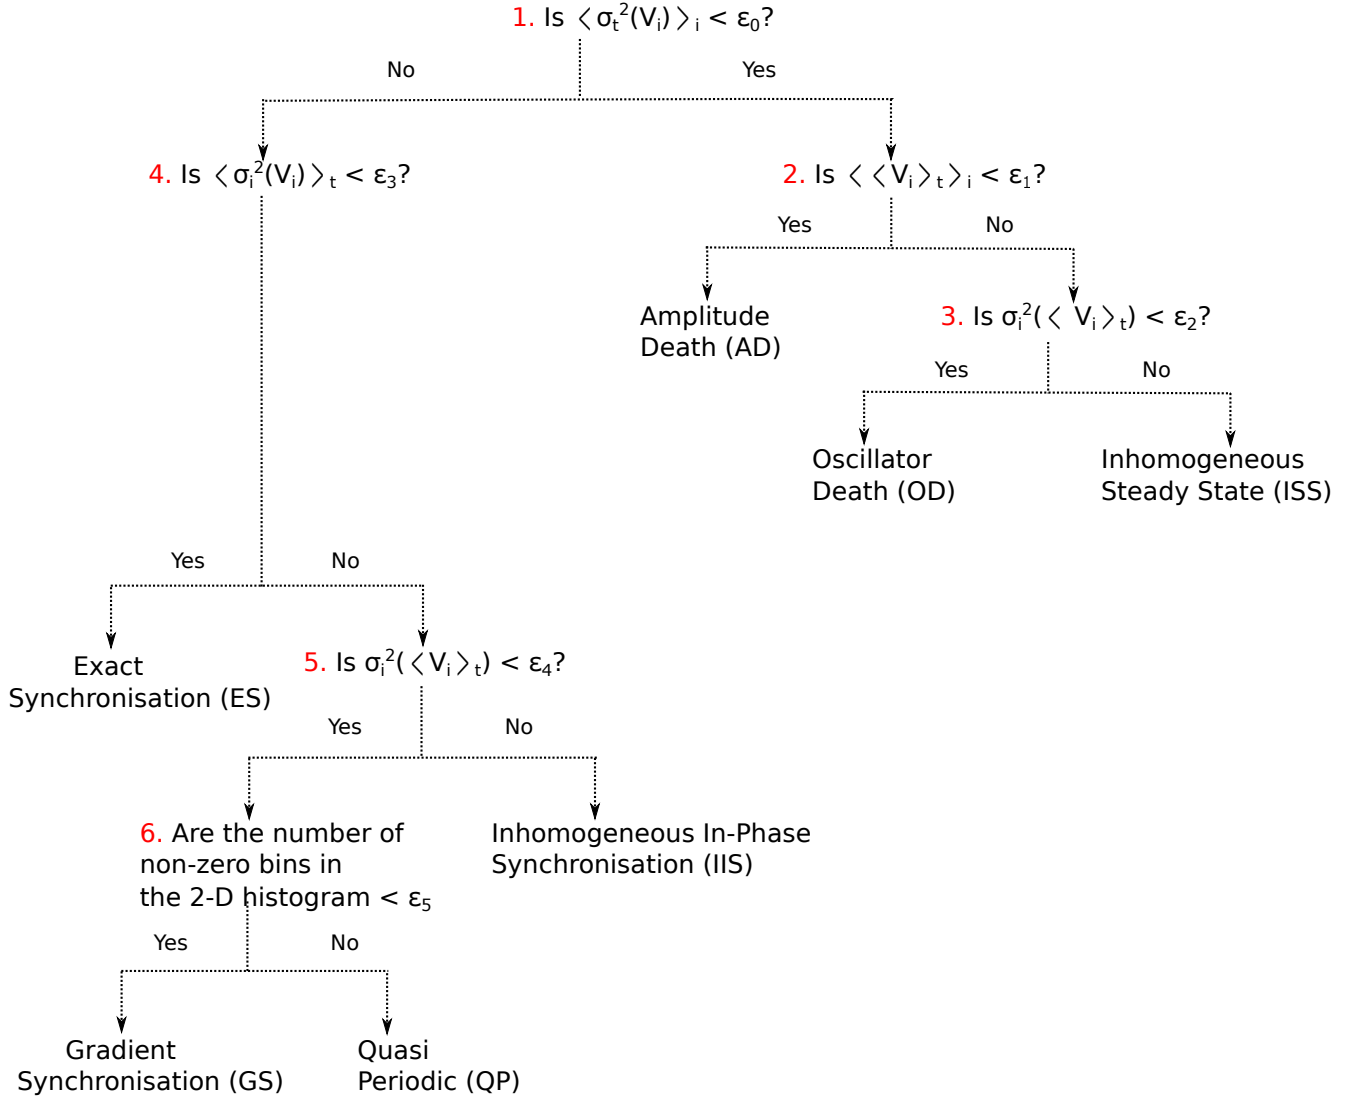 1. Is 〈σt²(Vi)〉i < ε0?
No
Yes
4. Is 〈σi²(Vi)〉t < ε3?
2. Is 〈〈Vi〉t〉i < ε1?
Yes
No
Amplitude
Death (AD)
3. Is σi²(〈 Vi〉t) < ε2?
Yes
No
Oscillator
Death (OD)
Inhomogeneous
Steady State (ISS)
Yes
No
Exact
Synchronisation (ES)
5. Is σi²(〈Vi〉t) < ε4?
Yes
No
6. Are the number of
non-zero bins in
the 2-D histogram < ε5
Inhomogeneous In-Phase
Synchronisation (IIS)
Yes
No
Gradient
Synchronisation (GS)
Quasi
Periodic (QP)